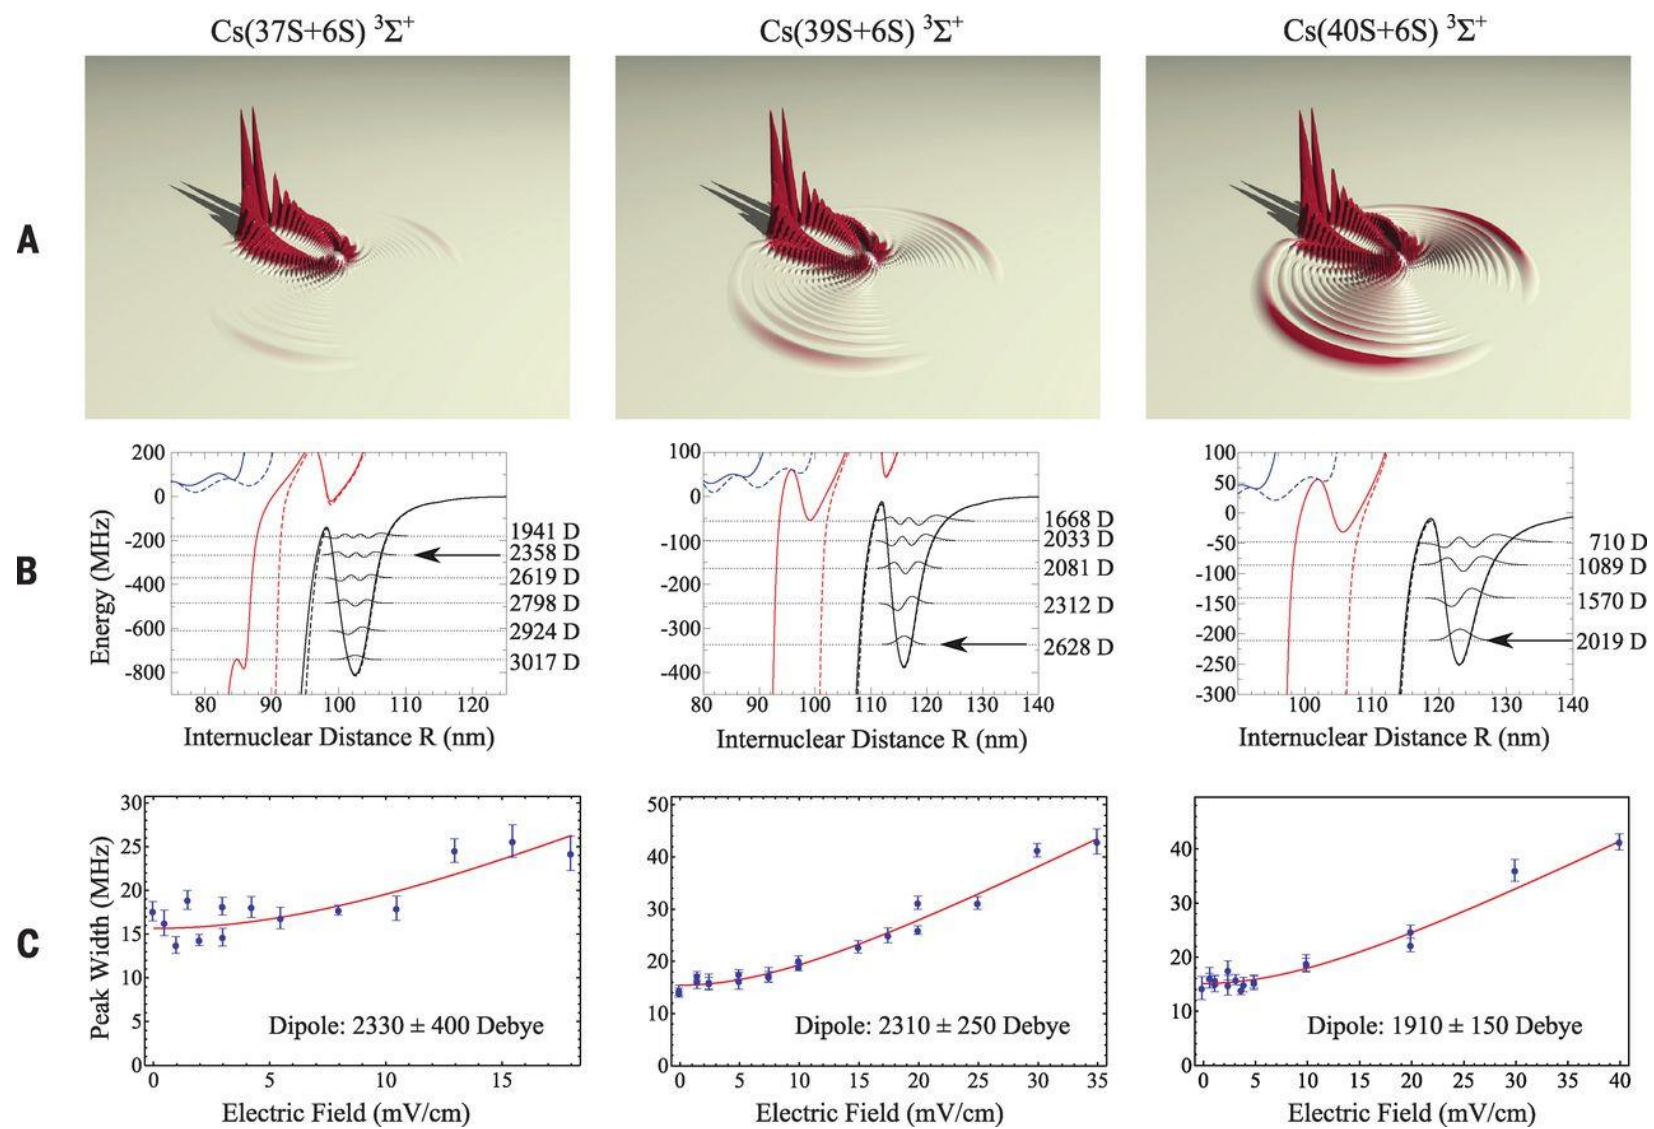 Cs(37S+6S) ³Σ⁺
Cs(39S+6S) ³Σ⁺
Cs(40S+6S) ³Σ⁺
A
B
Energy (MHz)
200
0
-200
-400
-600
-800
80 90 100 110 120
Internuclear Distance R (nm)
1941 D
2358 D
2619 D
2798 D
2924 D
3017 D
100
0
-100
-200
-300
-400
80 90 100 110 120 130 140
Internuclear Distance R (nm)
1668 D
2033 D
2081 D
2312 D
2628 D
100
50
0
-50
-100
-150
-200
-250
-300
100 110 120 130 140
Internuclear Distance R (nm)
710 D
1089 D
1570 D
2019 D
C
Peak Width (MHz)
30
25
20
15
10
5
0
Dipole: 2330 ± 400 Debye
0 5 10 15
Electric Field (mV/cm)
50
40
30
20
10
0
Dipole: 2310 ± 250 Debye
0 5 10 15 20 25 30 35
Electric Field (mV/cm)
40
30
20
10
0
Dipole: 1910 ± 150 Debye
0 10 20 30 40
Electric Field (mV/cm)